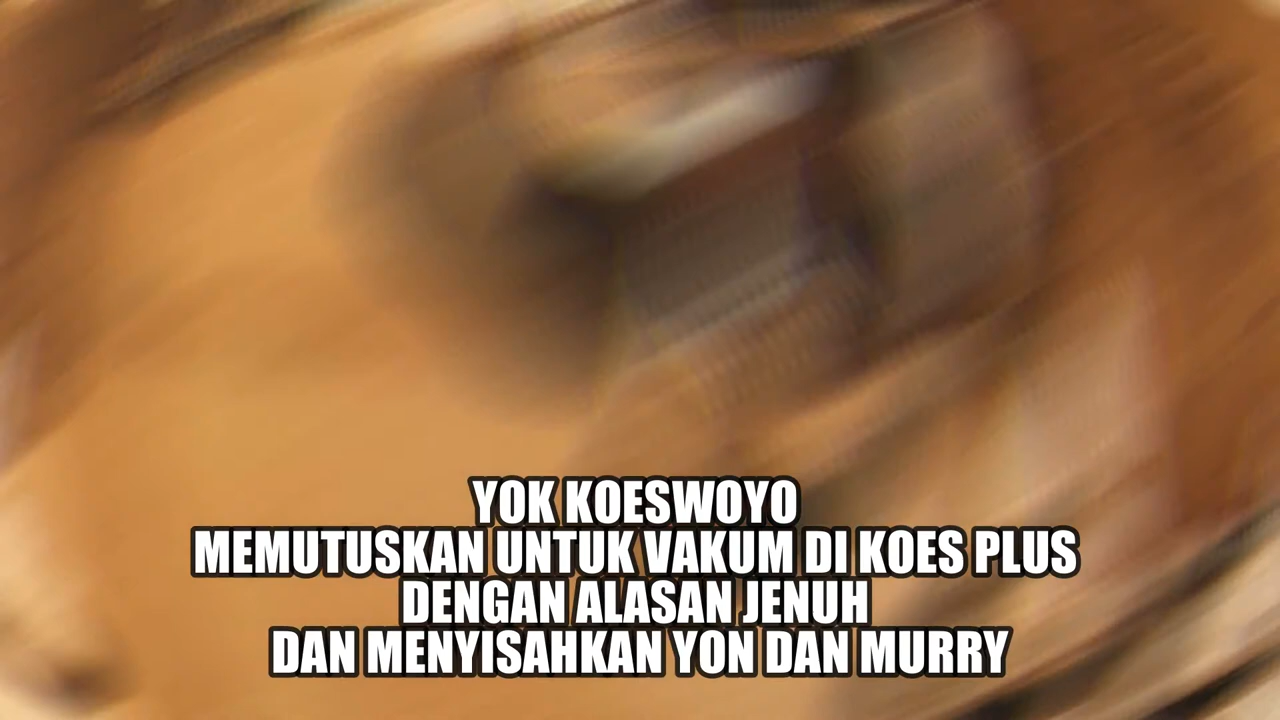 YOK KOESWOYO
MEMUTUSKAN UNTUK VAKUM DI KOES PLUS
DENGAN ALASAN JENUH
DAN MENYISAHKAN YON DAN MURRY